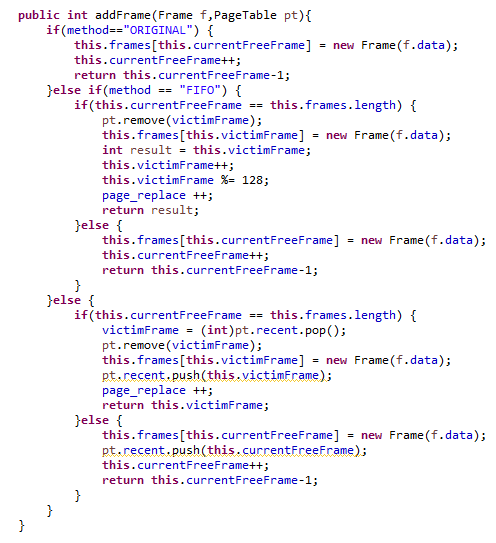 public int addFrame(Frame f,PageTable pt){
    if(method=="ORIGINAL") {
        this.frames[this.currentFreeFrame] = new Frame(f.data);
        this.currentFreeFrame++;
        return this.currentFreeFrame-1;
    }else if(method == "FIFO") {
        if(this.currentFreeFrame == this.frames.length) {
            pt.remove(victimFrame);
            this.frames[this.victimFrame] = new Frame(f.data);
            int result = this.victimFrame;
            this.victimFrame++;
            this.victimFrame %= 128;
            page_replace ++;
            return result;
        }else {
            this.frames[this.currentFreeFrame] = new Frame(f.data);
            this.currentFreeFrame++;
            return this.currentFreeFrame-1;
        }
    }else {
        if(this.currentFreeFrame == this.frames.length) {
            victimFrame = (int)pt.recent.pop();
            pt.remove(victimFrame);
            this.frames[this.victimFrame] = new Frame(f.data);
            pt.recent.push(this.victimFrame);
            page_replace ++;
            return this.victimFrame;
        }else {
            this.frames[this.currentFreeFrame] = new Frame(f.data);
            pt.recent.push(this.currentFreeFrame);
            this.currentFreeFrame++;
            return this.currentFreeFrame-1;
        }
    }
}